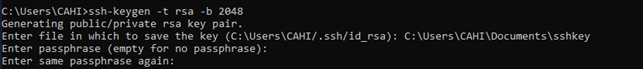 C:\Users\CAHI>ssh-keygen -t rsa -b 2048
Generating public/private rsa key pair.
Enter file in which to save the key (C:\Users\CAHI/.ssh/id_rsa): C:\Users\CAHI\Documents\sshkey
Enter passphrase (empty for no passphrase):
Enter same passphrase again: